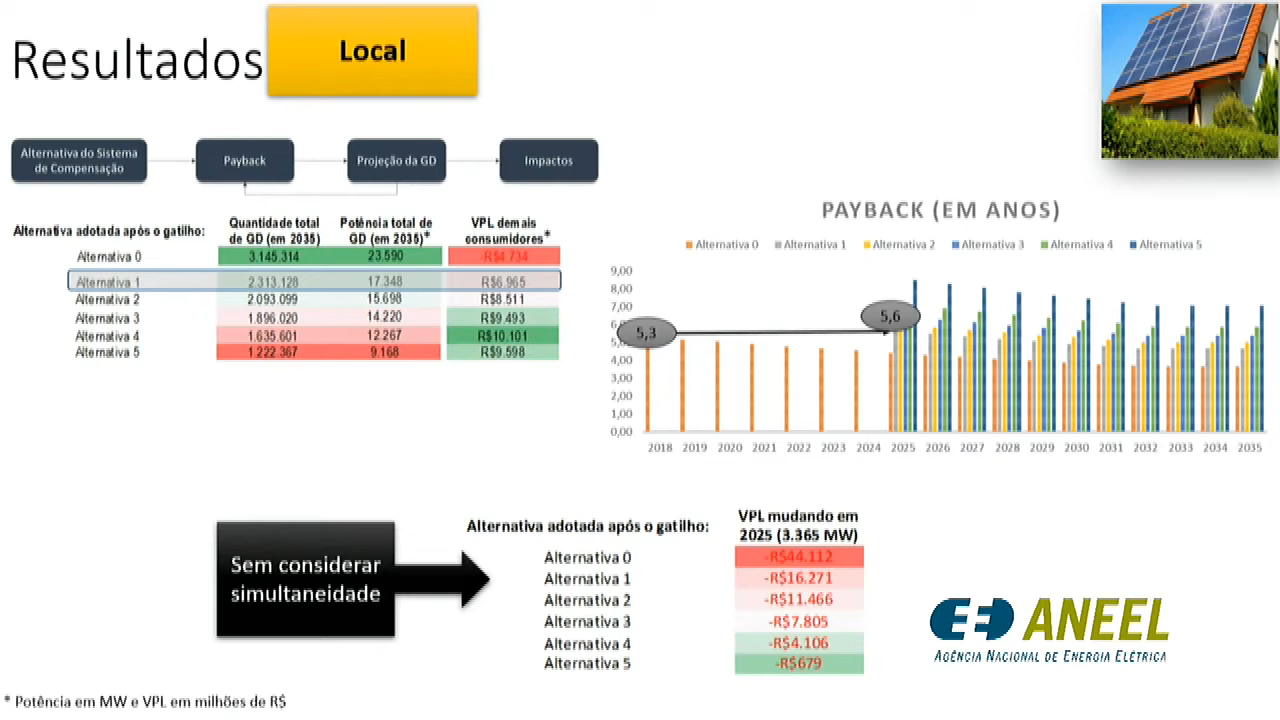 Resultados
Local
Alternativa do Sistema
de Compensação
Payback
Projeção da GD
Impactos
Alternativa adotada após o gatilho:
Quantidade total
de GD (em 2035)
Potência total de
GD (em 2035)*
VPL demais
consumidores*
Alternativa 0 3.145.314 23.590 -R$4.734
Alternativa 1 2.313.128 17.348 R$6.965
Alternativa 2 2.093.099 15.698 R$8.511
Alternativa 3 1.896.020 14.220 R$9.493
Alternativa 4 1.635.601 12.267 R$10.101
Alternativa 5 1.222.367 9.168 R$9.598
PAYBACK (EM ANOS)
Alternativa 0 Alternativa 1 Alternativa 2 Alternativa 3 Alternativa 4 Alternativa 5
9,00
8,00
7,00
4,00
3,00
2,00
1,00
0,00
5,3
5,6
2018 2019 2020 2021 2022 2023 2024 2025 2026 2027 2028 2029 2030 2031 2032 2033 2034 2035
Sem considerar
simultaneidade
Alternativa adotada após o gatilho:
VPL mudando em
2025 (3.365 MW)
Alternativa 0 -R$44.112
Alternativa 1 -R$16.271
Alternativa 2 -R$11.466
Alternativa 3 -R$7.805
Alternativa 4 -R$4.106
Alternativa 5 -R$679
ANEEL
AGÊNCIA NACIONAL DE ENERGIA ELÉTRICA
* Potência em MW e VPL em milhões de R$